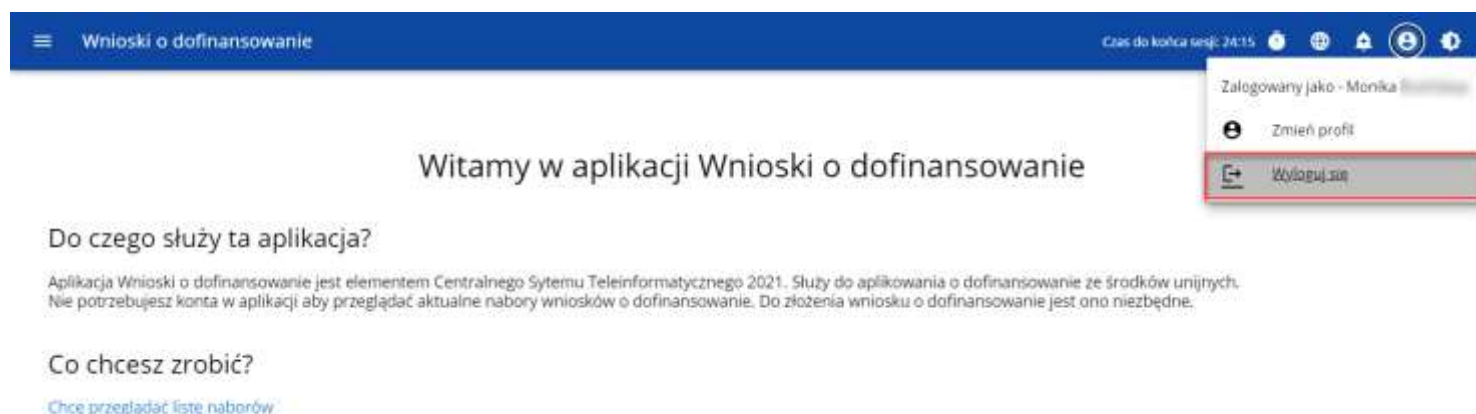 Wnioski o dofinansowanie
Czas do końca sesji: 24:15
Zalogowany jako - Monika
Zmień profil
Wyloguj się
Witamy w aplikacji Wnioski o dofinansowanie
Do czego służy ta aplikacja?
Aplikacja Wnioski o dofinansowanie jest elementem Centralnego Sytemu Teleinformatycznego 2021. Służy do aplikowania o dofinansowanie ze środków unijnych.
Nie potrzebujesz konta w aplikacji aby przeglądać aktualne nabory wniosków o dofinansowanie. Do złożenia wniosku o dofinansowanie jest ono niezbędne.
Co chcesz zrobić?
Chcę przeglądać listę naborów